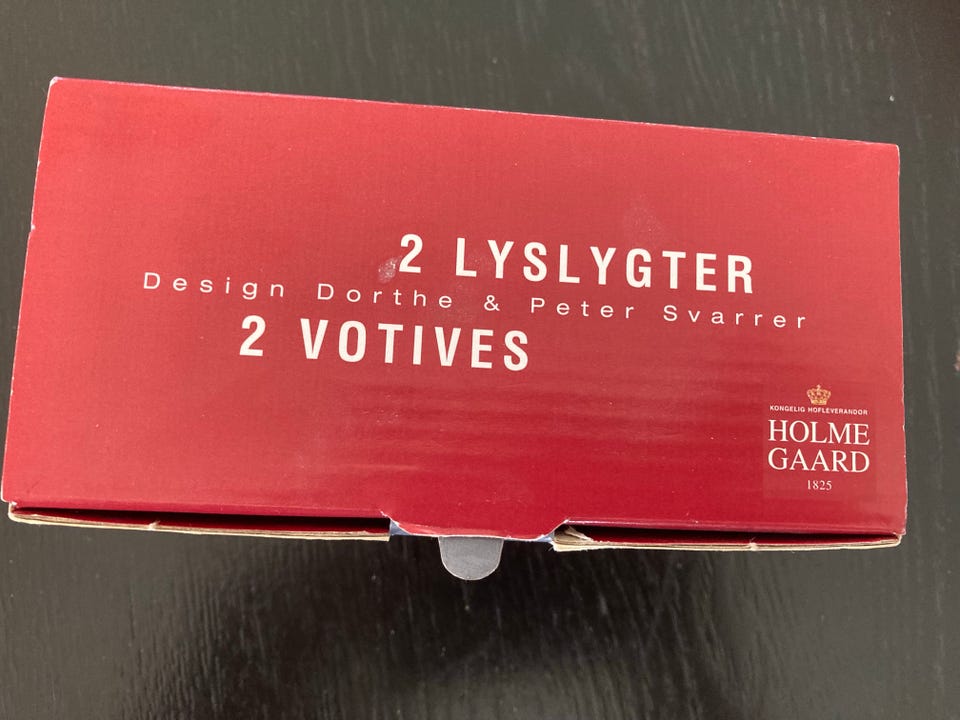 2 LYSLYGTER
Design Dorthe & Peter Svarrer
2 VOTIVES
KONGELIG HOFLEVERANDØR
HOLME
GAARD
1825